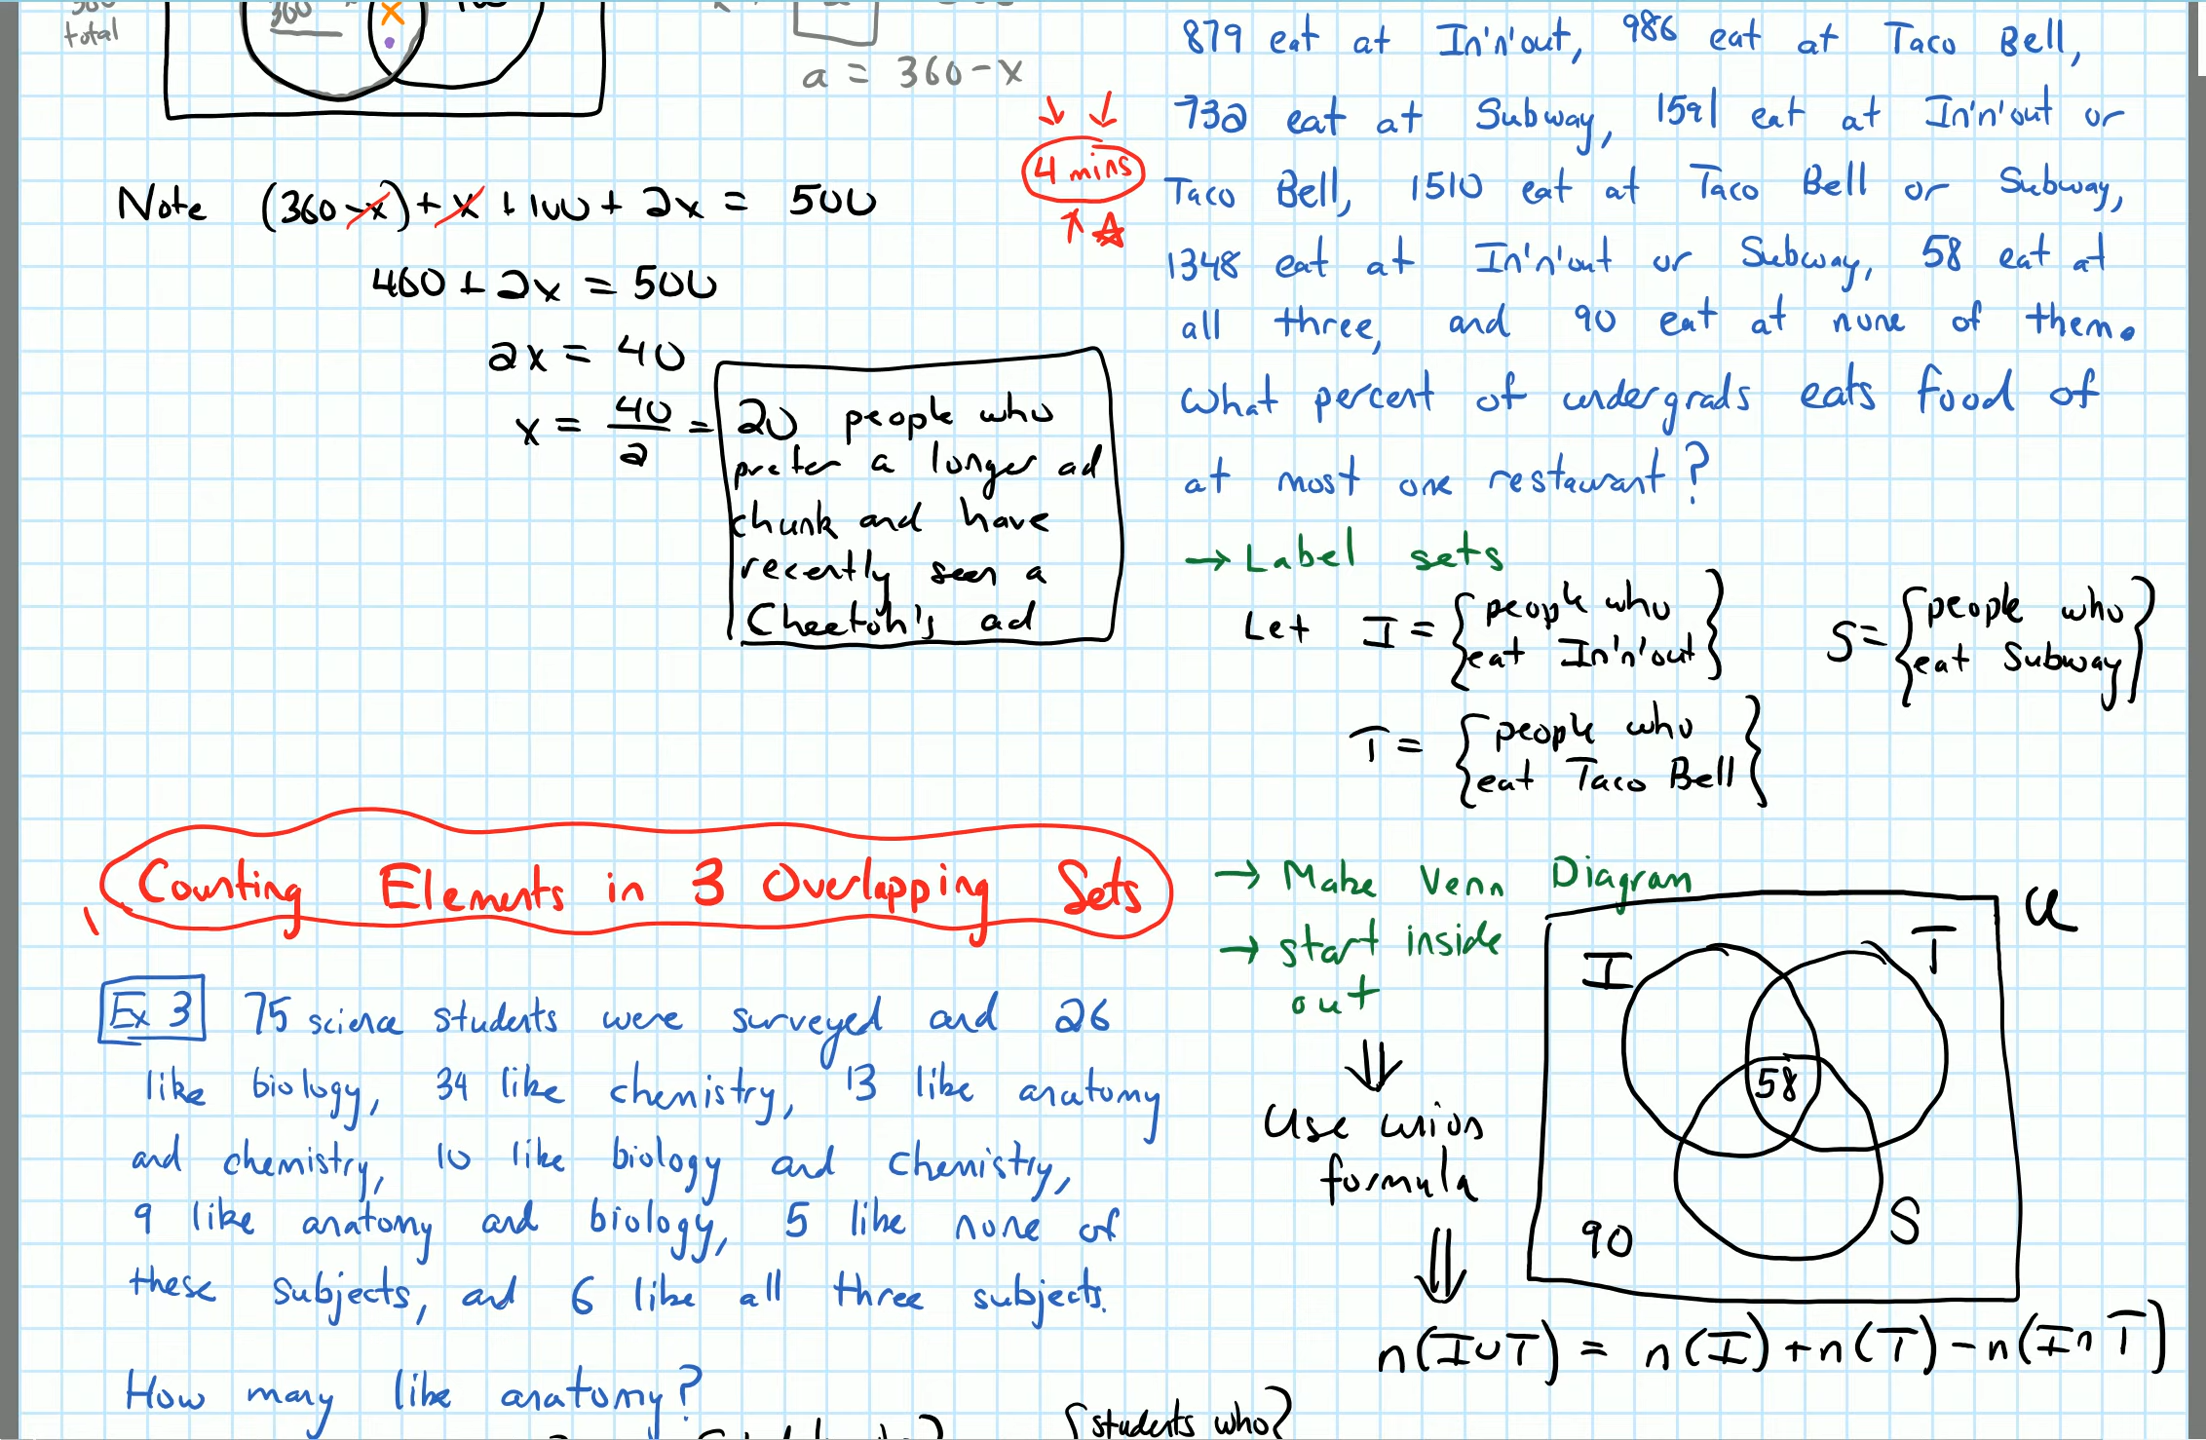 total
360
a = 360-x
Note (360-x)+x+100+2x = 500
460+2x = 500
2x = 40
x = 40/2 = 20 people who
prefer a longer ad
chunk and have
recently seen a
Cheetoh's ad
4 mins
Counting Elements in 3 Overlapping Sets
Ex 3 75 science students were surveyed and 26
like biology, 34 like chemistry, 13 like anatomy
and chemistry, 10 like biology and chemistry,
9 like anatomy and biology, 5 like none of
these subjects, and 6 like all three subjects.
How many like anatomy?
{students who}
879 eat at In'n'out, 986 eat at Taco Bell,
732 eat at Subway, 1591 eat at In'n'out or
Taco Bell, 1510 eat at Taco Bell or Subway,
1348 eat at In'n'out or Subway, 58 eat at
all three, and 90 eat at none of them.
What percent of undergrads eats food of
at most one restaurant?
→ Label sets
Let I = {people who
eat In'n'out}
S = {people who
eat Subway}
T = {people who
eat Taco Bell}
→ Make Venn Diagram
→ start inside
out
⇓
Use union
formula
⇓
U
I
T
58
S
90
n(I∪T) = n(I)+n(T)-n(I∩T)